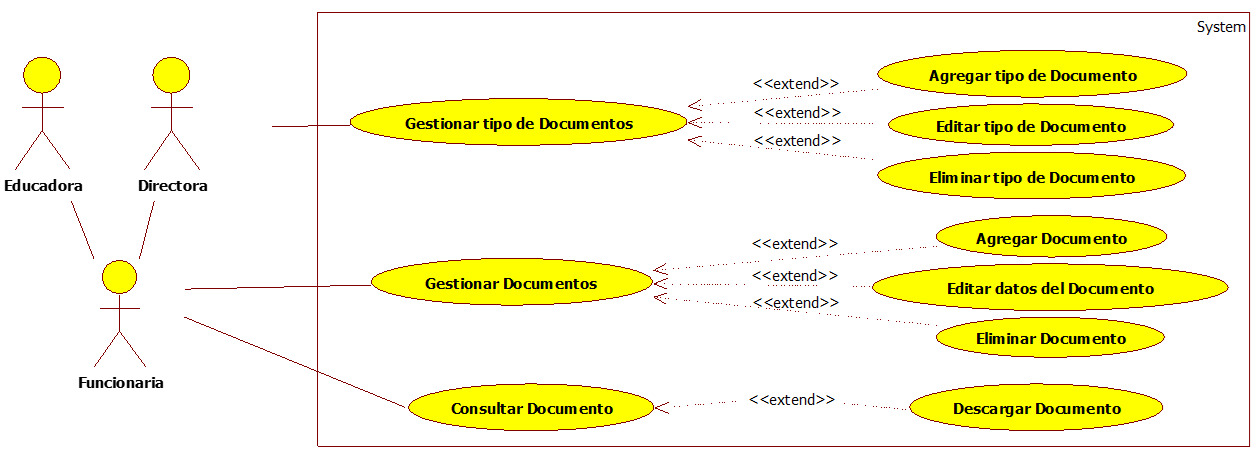 System
Educadora
Directora
Funcionaria
Gestionar tipo de Documentos
<<extend>>
Agregar tipo de Documento
<<extend>>
Editar tipo de Documento
<<extend>>
Eliminar tipo de Documento
Gestionar Documentos
<<extend>>
Agregar Documento
<<extend>>
Editar datos del Documento
<<extend>>
Eliminar Documento
Consultar Documento
<<extend>>
Descargar Documento